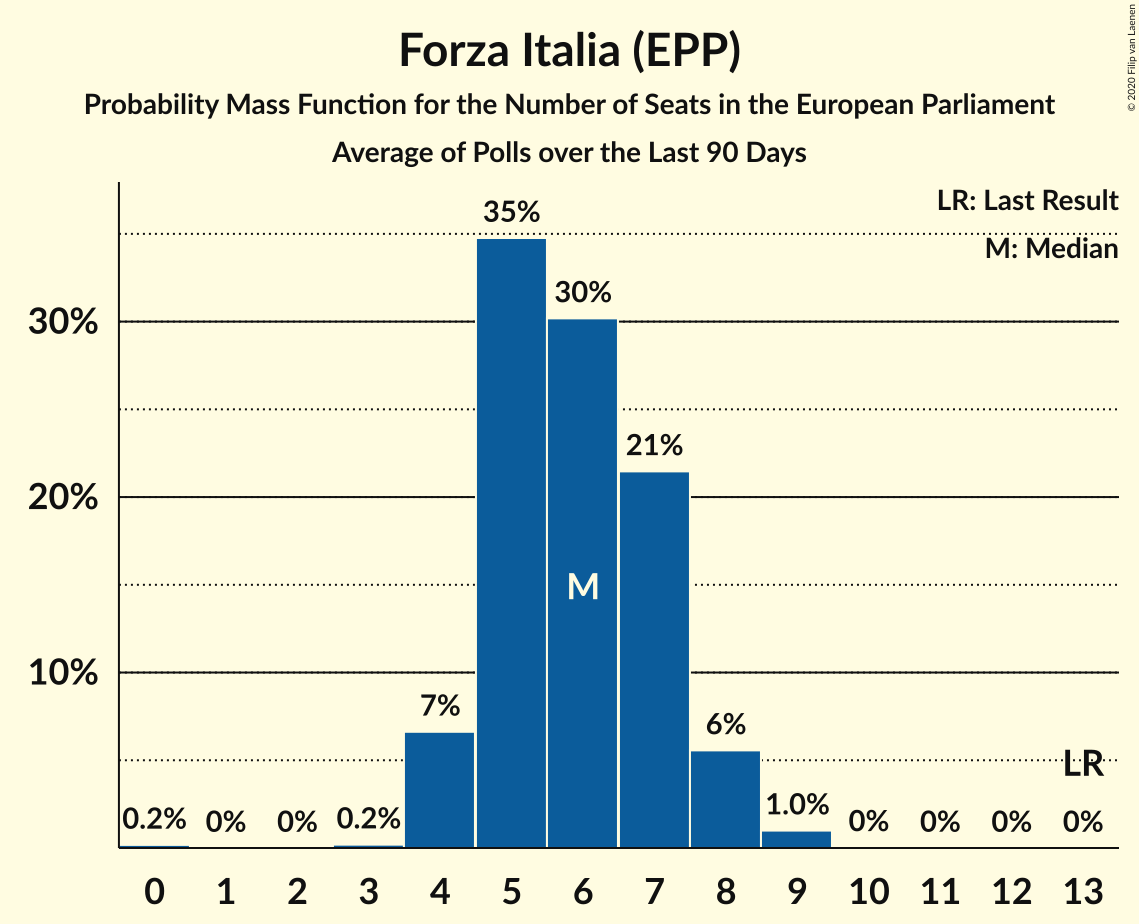 Forza Italia (EPP)
Probability Mass Function for the Number of Seats in the European Parliament
Average of Polls over the Last 90 Days
© 2020 Filip van Laenen
LR: Last Result
M: Median
35%
30%
30%
21%
20%
M
10%
7%
6%
LR
0.2% 0% 0% 0.2% 1.0% 0% 0% 0% 0%
0 1 2 3 4 5 6 7 8 9 10 11 12 13